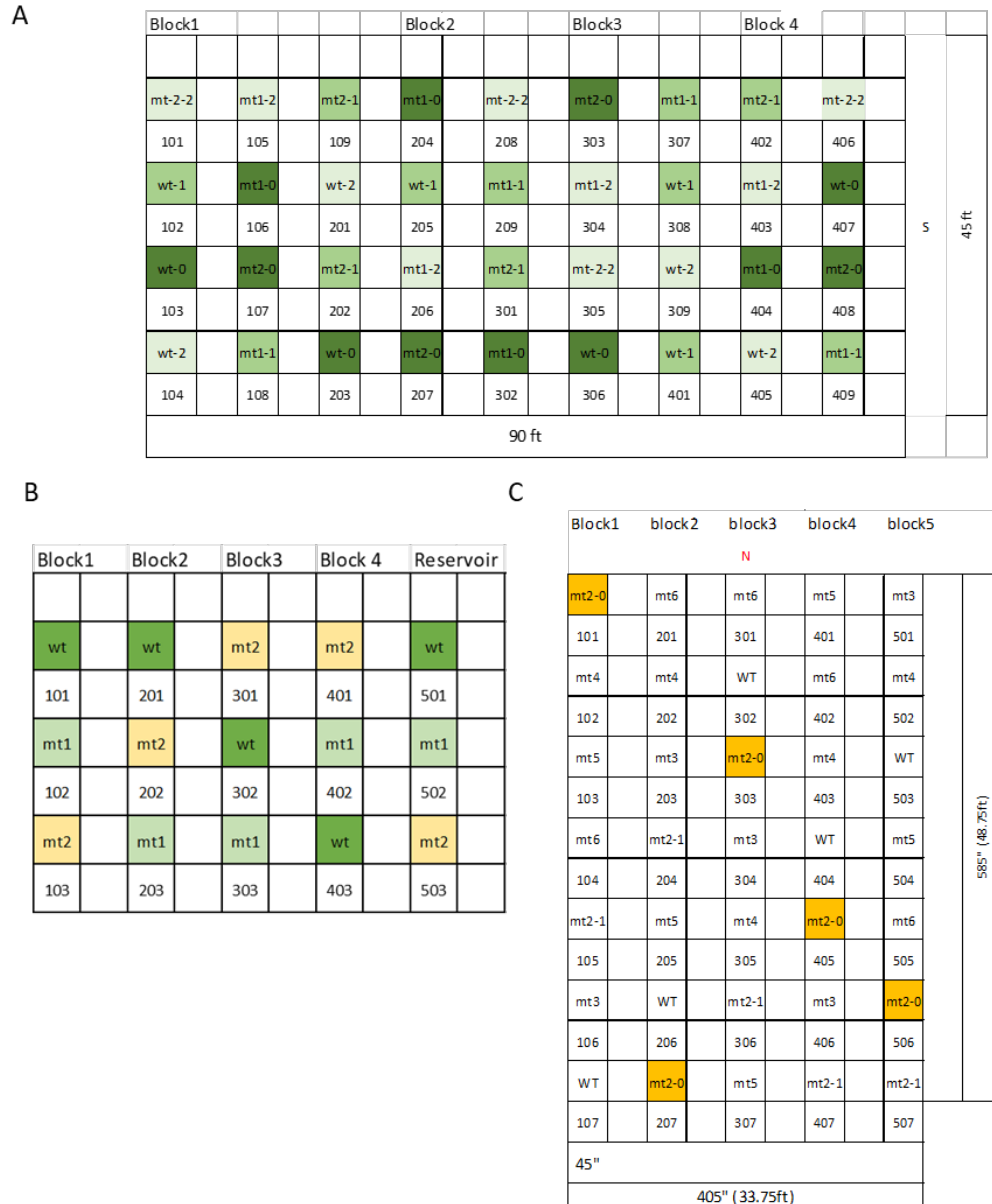 A
Block1 Block2 Block3 Block 4
mt-2-2 mt1-2 mt2-1 mt1-0 mt-2-2 mt2-0 mt1-1 mt2-1 mt-2-2
101 105 109 204 208 303 307 402 406
wt-1 mt1-0 wt-2 wt-1 mt1-1 mt1-2 wt-1 mt1-2 wt-0
102 106 201 205 209 304 308 403 407 S 45 ft
wt-0 mt2-0 mt2-1 mt1-2 mt2-1 mt-2-2 wt-2 mt1-0 mt2-0
103 107 202 206 301 305 309 404 408
wt-2 mt1-1 wt-0 mt2-0 mt1-0 wt-0 wt-1 wt-2 mt1-1
104 108 203 207 302 306 401 405 409
90 ft
B
Block1 Block2 Block3 Block 4 Reservoir
wt wt mt2 mt2 wt
101 201 301 401 501
mt1 mt2 wt mt1 mt1
102 202 302 402 502
mt2 mt1 mt1 wt mt2
103 203 303 403 503
C
Block1 block2 block3 block4 block5
N
mt2-0 mt6 mt6 mt5 mt3
101 201 301 401 501
mt4 mt4 WT mt6 mt4
102 202 302 402 502
mt5 mt3 mt2-0 mt4 WT
103 203 303 403 503
mt6 mt2-1 mt3 WT mt5
104 204 304 404 504
585" (48.75ft)
mt2-1 mt5 mt4 mt2-0 mt6
105 205 305 405 505
mt3 WT mt2-1 mt3 mt2-0
106 206 306 406 506
WT mt2-0 mt5 mt2-1 mt2-1
107 207 307 407 507
45"
405" (33.75ft)